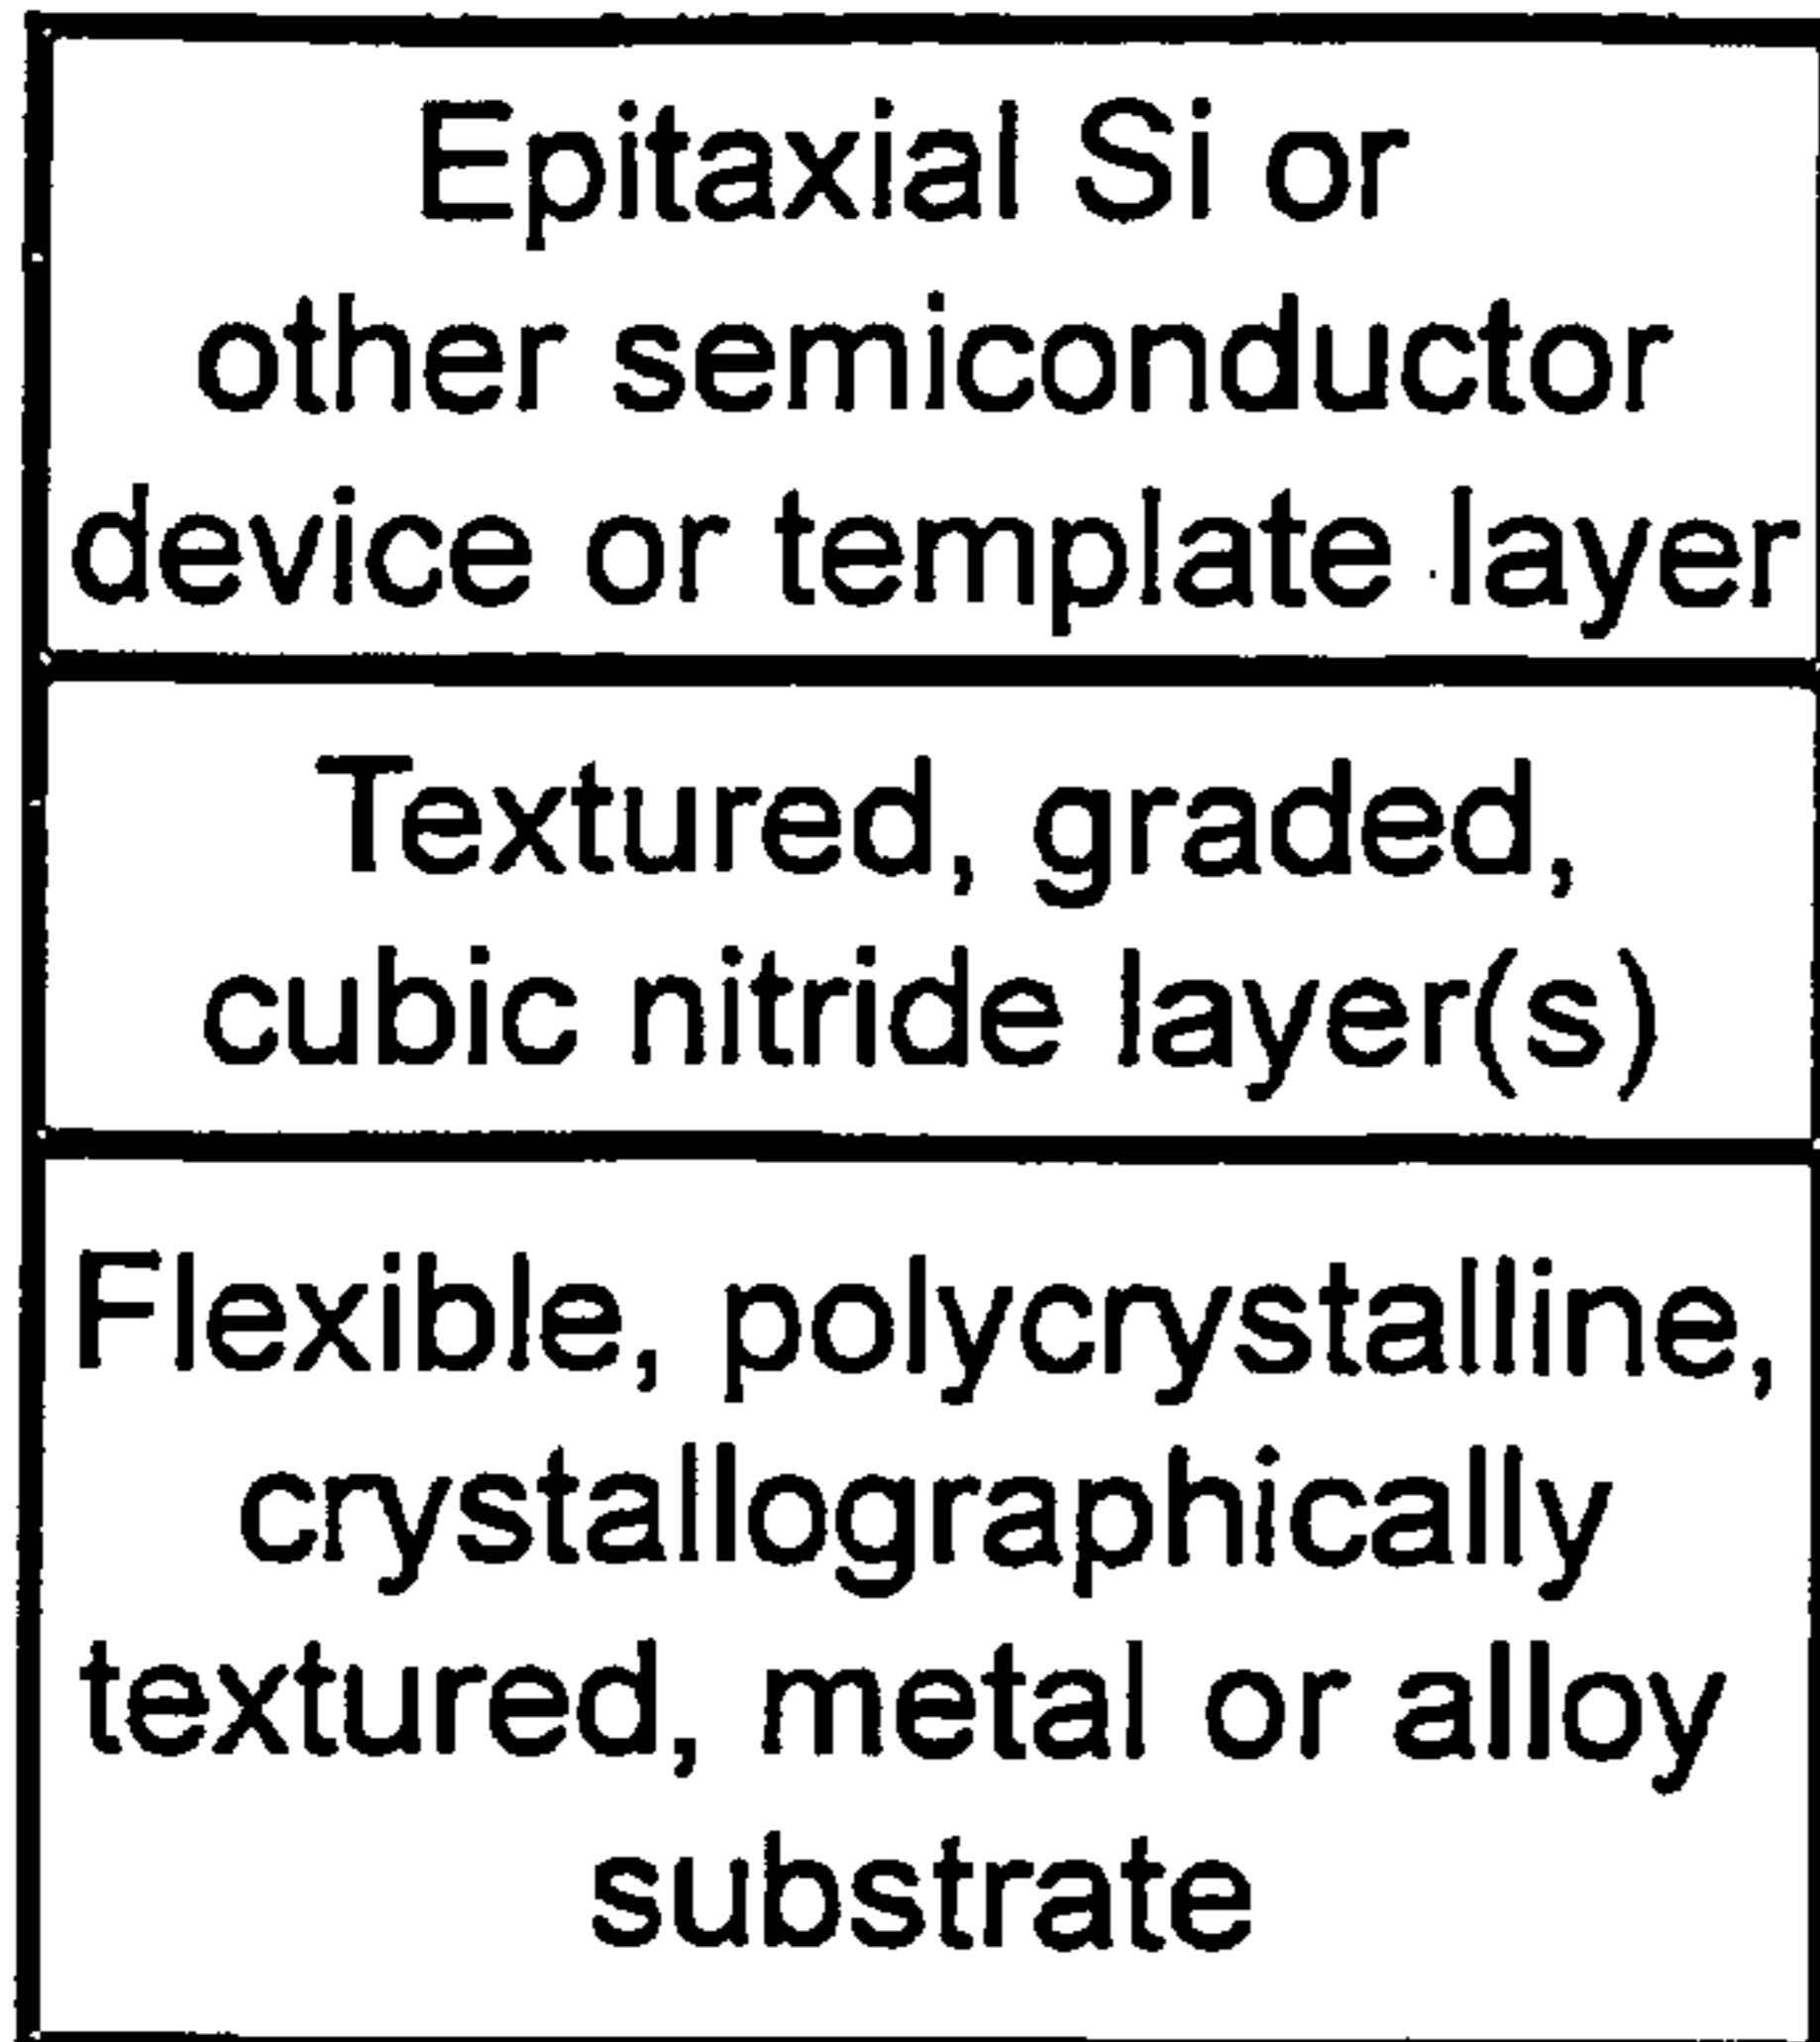 Epitaxial Si or
other semiconductor
device or template layer
Textured, graded,
cubic nitride layer(s)
Flexible, polycrystalline,
crystallographically
textured, metal or alloy
substrate